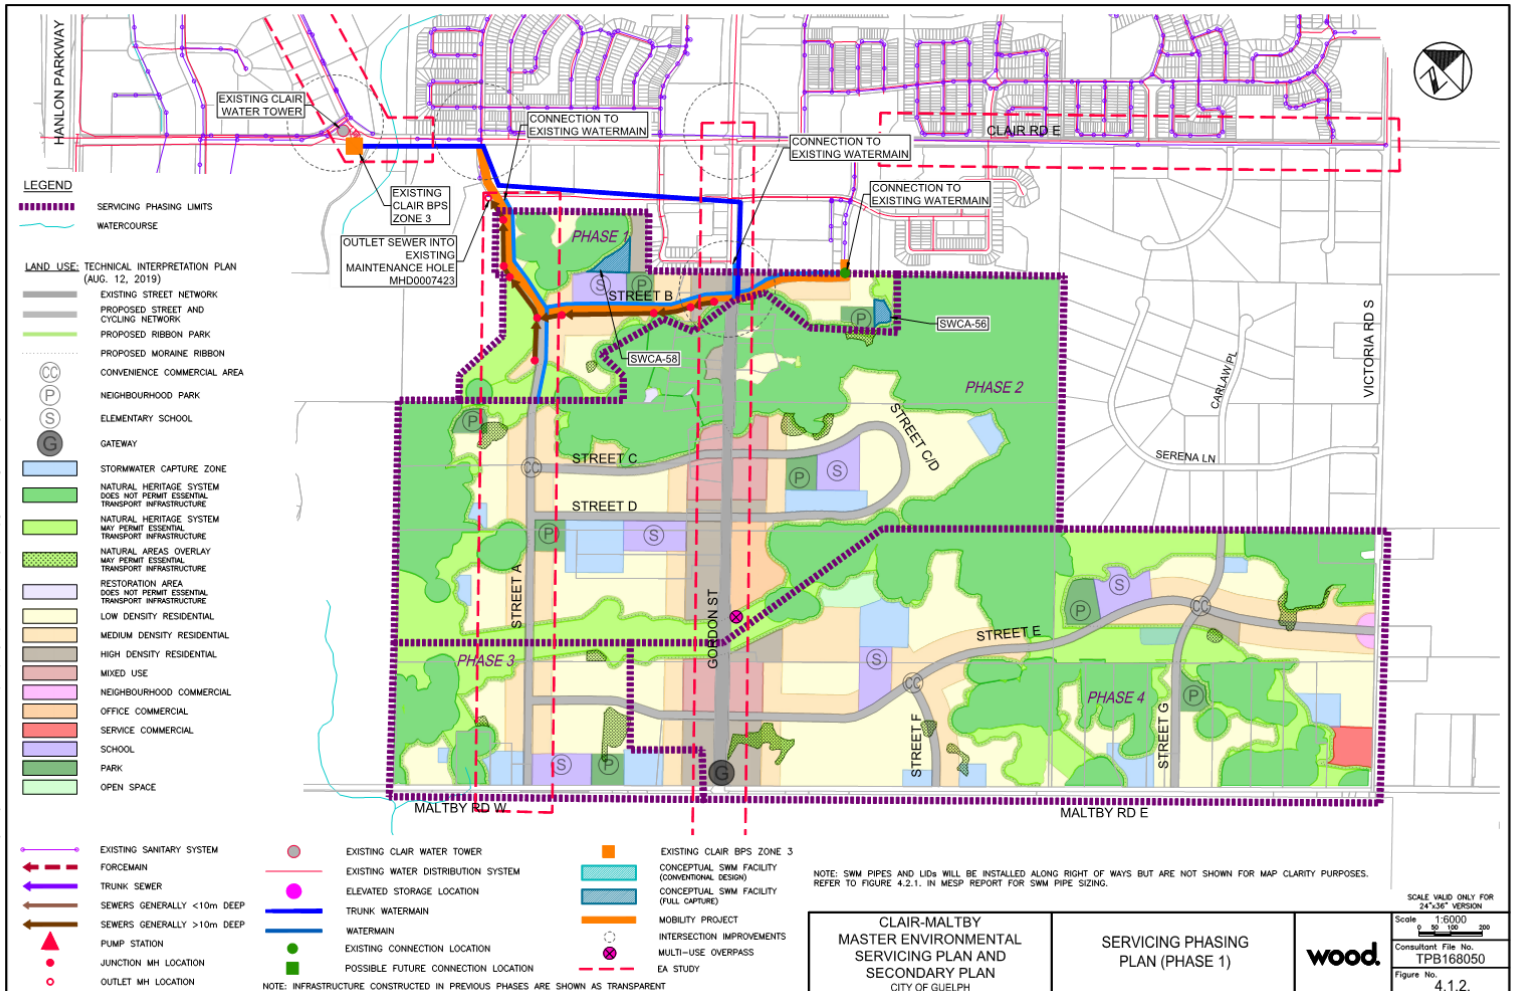 HANLON PARKWAY
EXISTING CLAIR
WATER TOWER
CONNECTION TO
EXISTING WATERMAIN
CONNECTION TO
EXISTING WATERMAIN
CLAIR RD E
EXISTING
CLAIR BPS
ZONE 3
CONNECTION TO
EXISTING WATERMAIN
OUTLET SEWER INTO
EXISTING
MAINTENANCE HOLE
MHD0007423
PHASE 1
S
P
STREET B
SWCA-58
P
SWCA-56
PHASE 2
VICTORIA RD S
CARLAW PL
SERENA LN
P
CC
STREET C
STREET C/D
P
S
STREET D
P
S
STREET A
GORDON ST
S
P
CC
STREET E
S
CC
PHASE 3
PHASE 4
P
STREET F
STREET G
S
P
G
MALTBY RD W
MALTBY RD E
LEGEND
SERVICING PHASING LIMITS
WATERCOURSE
LAND USE: TECHNICAL INTERPRETATION PLAN
(AUG. 12, 2019)
EXISTING STREET NETWORK
PROPOSED STREET AND
CYCLING NETWORK
PROPOSED RIBBON PARK
PROPOSED MORAINE RIBBON
CC CONVENIENCE COMMERCIAL AREA
P NEIGHBOURHOOD PARK
S ELEMENTARY SCHOOL
G GATEWAY
STORMWATER CAPTURE ZONE
NATURAL HERITAGE SYSTEM
DOES NOT PERMIT ESSENTIAL
TRANSPORT INFRASTRUCTURE
NATURAL HERITAGE SYSTEM
MAY PERMIT ESSENTIAL
TRANSPORT INFRASTRUCTURE
NATURAL AREAS OVERLAY
MAY PERMIT ESSENTIAL
TRANSPORT INFRASTRUCTURE
RESTORATION AREA
DOES NOT PERMIT ESSENTIAL
TRANSPORT INFRASTRUCTURE
LOW DENSITY RESIDENTIAL
MEDIUM DENSITY RESIDENTIAL
HIGH DENSITY RESIDENTIAL
MIXED USE
NEIGHBOURHOOD COMMERCIAL
OFFICE COMMERCIAL
SERVICE COMMERCIAL
SCHOOL
PARK
OPEN SPACE
EXISTING SANITARY SYSTEM
FORCEMAIN
TRUNK SEWER
SEWERS GENERALLY <10m DEEP
SEWERS GENERALLY >10m DEEP
PUMP STATION
JUNCTION MH LOCATION
OUTLET MH LOCATION
EXISTING CLAIR WATER TOWER
EXISTING WATER DISTRIBUTION SYSTEM
ELEVATED STORAGE LOCATION
TRUNK WATERMAIN
WATERMAIN
EXISTING CONNECTION LOCATION
POSSIBLE FUTURE CONNECTION LOCATION
EXISTING CLAIR BPS ZONE 3
CONCEPTUAL SWM FACILITY
(CONVENTIONAL DESIGN)
CONCEPTUAL SWM FACILITY
(FULL CAPTURE)
MOBILITY PROJECT
INTERSECTION IMPROVEMENTS
MULTI-USE OVERPASS
EA STUDY
NOTE: INFRASTRUCTURE CONSTRUCTED IN PREVIOUS PHASES ARE SHOWN AS TRANSPARENT
NOTE: SWM PIPES AND LIDs WILL BE INSTALLED ALONG RIGHT OF WAYS BUT ARE NOT SHOWN FOR MAP CLARITY PURPOSES.
REFER TO FIGURE 4.2.1. IN MESP REPORT FOR SWM PIPE SIZING.
SCALE VALID ONLY FOR
24"x36" VERSION
CLAIR-MALTBY
MASTER ENVIRONMENTAL
SERVICING PLAN AND
SECONDARY PLAN
CITY OF GUELPH
SERVICING PHASING
PLAN (PHASE 1)
wood.
Scale 1:6000
0 50 100 200
Consultant File No.
TPB168050
Figure No.
4.1.2.